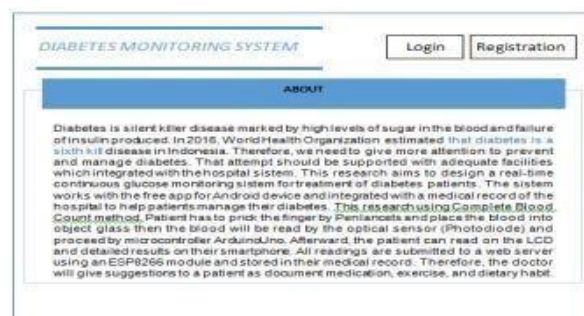 DIABETES MONITORING SYSTEM
Login
Registration
ABOUT
Diabetes is silent killer disease marked by high levels of sugar in the blood and failure
of insulin produced. In 2016, World Health Organization estimated that diabetes is a
sixth kill disease in Indonesia. Therefore, we need to give more attention to prevent
and manage diabetes. That attempt should be supported with adequate facilities
which integrated with the hospital sistem. This research aims to design a real-time
continuous glucose monitoring sistem for treatment of diabetes patients. The sistem
works with the free app for Android device and integrated with a medical record of the
hospital to help patients manage their diabetes. This research using Complete Blood
Count method. Patient has to prick the finger by Penlancets and place the blood into
object glass then the blood will be read by the optical sensor (Photodiode) and
proceed by microcontroller ArduinoUno. Afterward, the patient can read on the LCD
and detailed results on their smartphone. All readings are submitted to a web server
using an ESP8266 module and stored in their medical record. Therefore, the doctor
will give suggestions to a patient as document medication, exercise, and dietary habit.